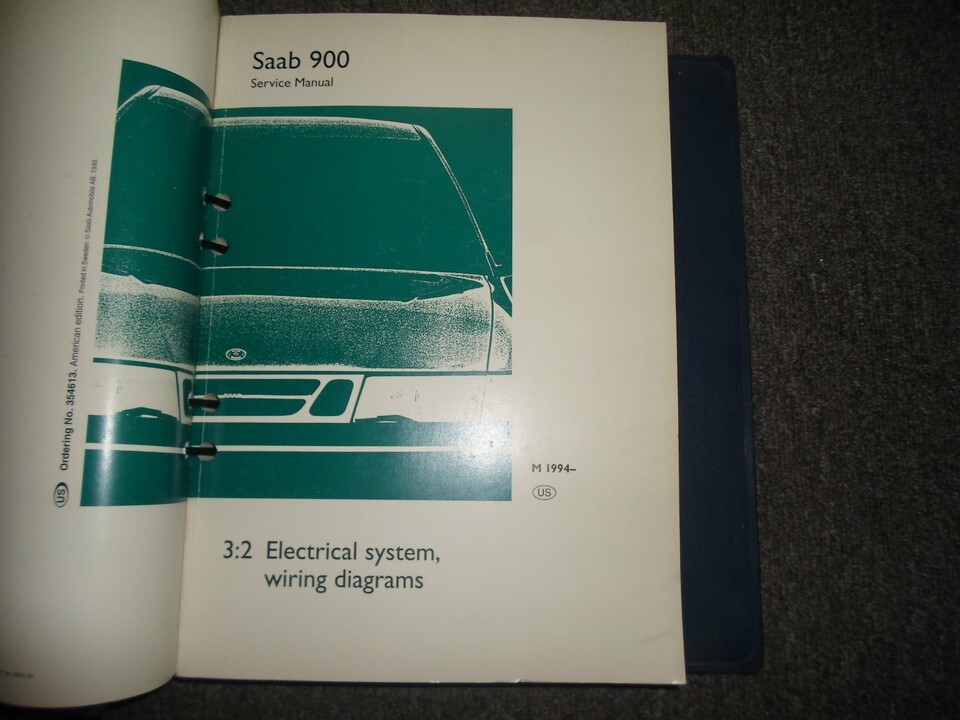 Saab 900
Service Manual
M 1994–
US
3:2 Electrical system,
wiring diagrams
US Ordering No. 354613. American edition. Printed in Sweden. © Saab Automobile AB, 1993.